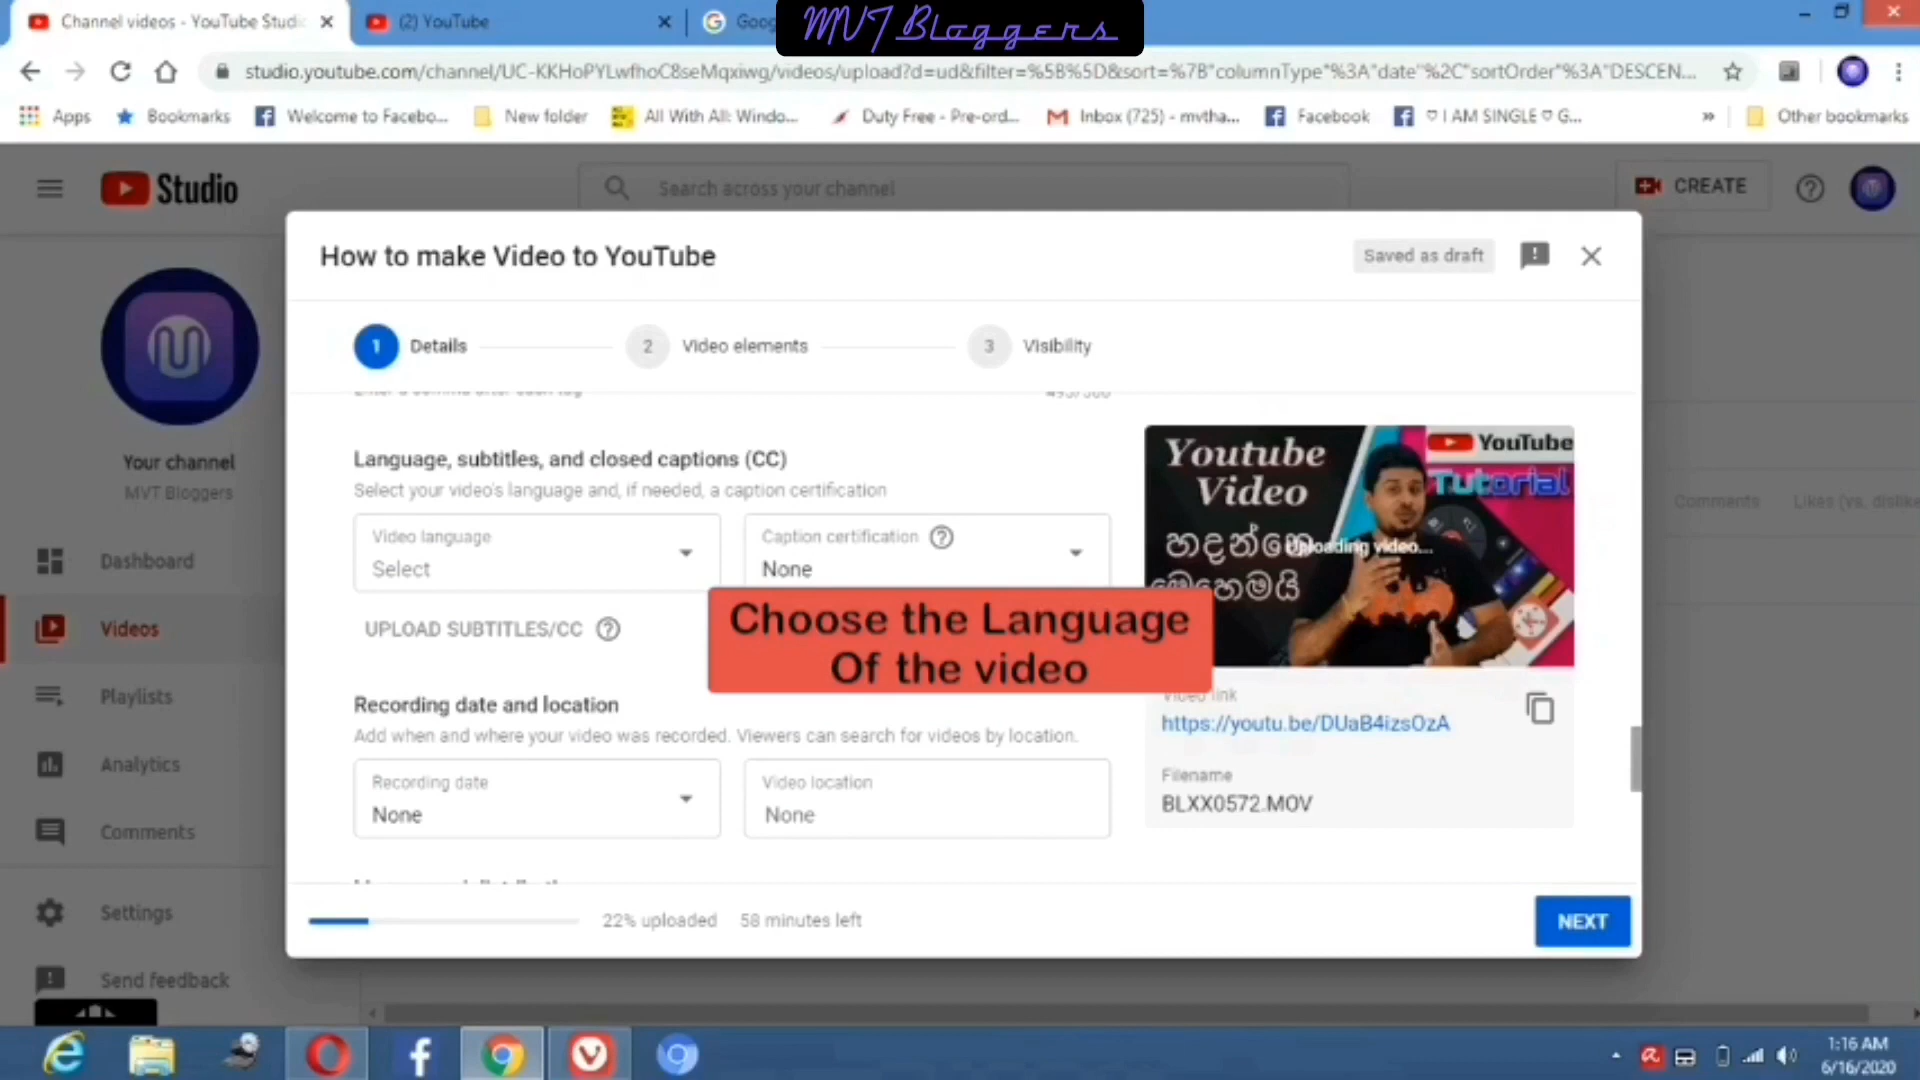 Channel videos - YouTube Studio
(2) YouTube
MVT Bloggers
studio.youtube.com/channel/UC-KKHoPYLwfhoC8seMqxiwg/videos/upload?d=ud&filter=%5B%5D&sort=%7B"columnType"%3A"date"%2C"sortOrder"%3A"DESCEN...
Apps
Bookmarks
Welcome to Facebo...
New folder
All With All: Windo...
Duty Free - Pre-ord...
Inbox (725) - mvtha...
Facebook
♡ I AM SINGLE ♡ G...
»
Other bookmarks
Studio
Search across your channel
CREATE
How to make Video to YouTube
Saved as draft
1 Details
2 Video elements
3 Visibility
Your channel
MVT Bloggers
Dashboard
Videos
Playlists
Analytics
Comments
Settings
Send feedback
Language, subtitles, and closed captions (CC)
Select your video's language and, if needed, a caption certification
Video language
Select
Caption certification
None
UPLOAD SUBTITLES/CC
Choose the Language
Of the video
Recording date and location
Add when and where your video was recorded. Viewers can search for videos by location.
Recording date
None
Video location
None
Youtube
Video
YouTube
Tutorial
Uploading video...
මෙහෙමයි
Video link
https://youtu.be/DUaB4izsOzA
Filename
BLXX0572.MOV
Comments
Likes (vs. dislike
22% uploaded
58 minutes left
NEXT
1:16 AM
6/16/2020